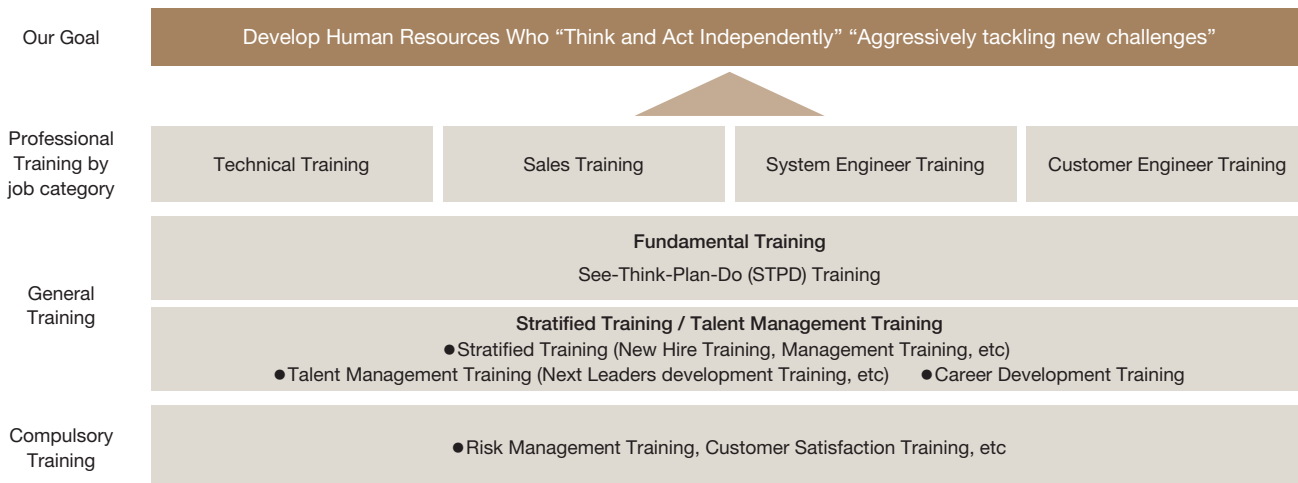 Our Goal
Develop Human Resources Who “Think and Act Independently” “Aggressively tackling new challenges”
Professional
Training by
job category
Technical Training
Sales Training
System Engineer Training
Customer Engineer Training
General
Training
Fundamental Training
See-Think-Plan-Do (STPD) Training
Stratified Training / Talent Management Training
●Stratified Training (New Hire Training, Management Training, etc)
●Talent Management Training (Next Leaders development Training, etc) ●Career Development Training
Compulsory
Training
●Risk Management Training, Customer Satisfaction Training, etc